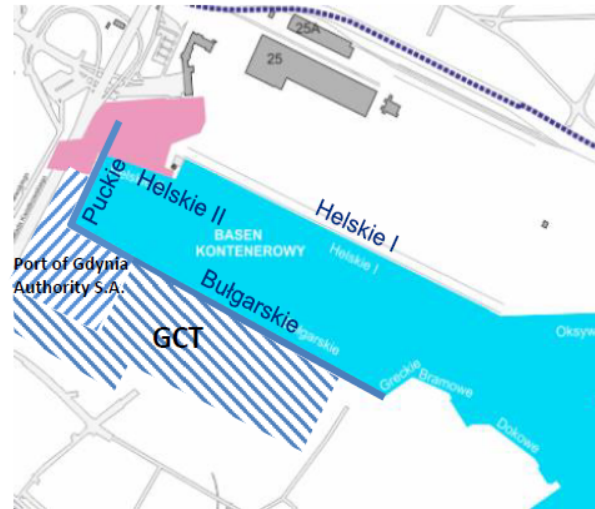 25A
25
Puckie
Helskie II
Helskie I
BASEN
KONTENEROWY
Helskie I
Port of Gdynia
Authority S.A.
Bułgarskie
GCT
Oksyw
Greckie
Bramowe
Dokowe